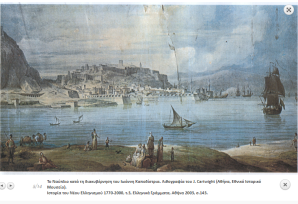 Το Ναύπλιο κατά τη διακυβέρνηση του Ιωάννη Καποδίστρια. Λιθογραφία του J. Cartwright (Αθήνα, Εθνικό Ιστορικό
Μουσείο).
Ιστορία του Νέου Ελληνισμού 1770-2000, τ.3, Ελληνικά Γράμματα, Αθήνα 2003, σ.145.